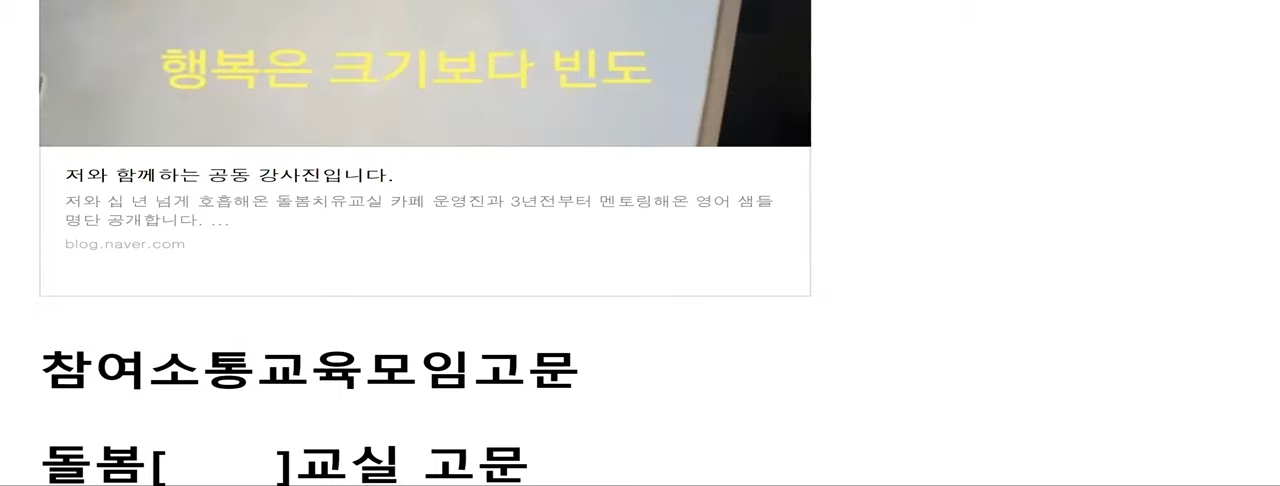 행복은 크기보다 빈도
저와 함께하는 공동 강사진입니다.
저와 십 년 넘게 호흡해온 돌봄치유교실 카페 운영진과 3년전부터 멘토링해온 영어 샘들
명단 공개합니다. ...
blog.naver.com
참여소통교육모임고문
돌봄[ ]교실 고문